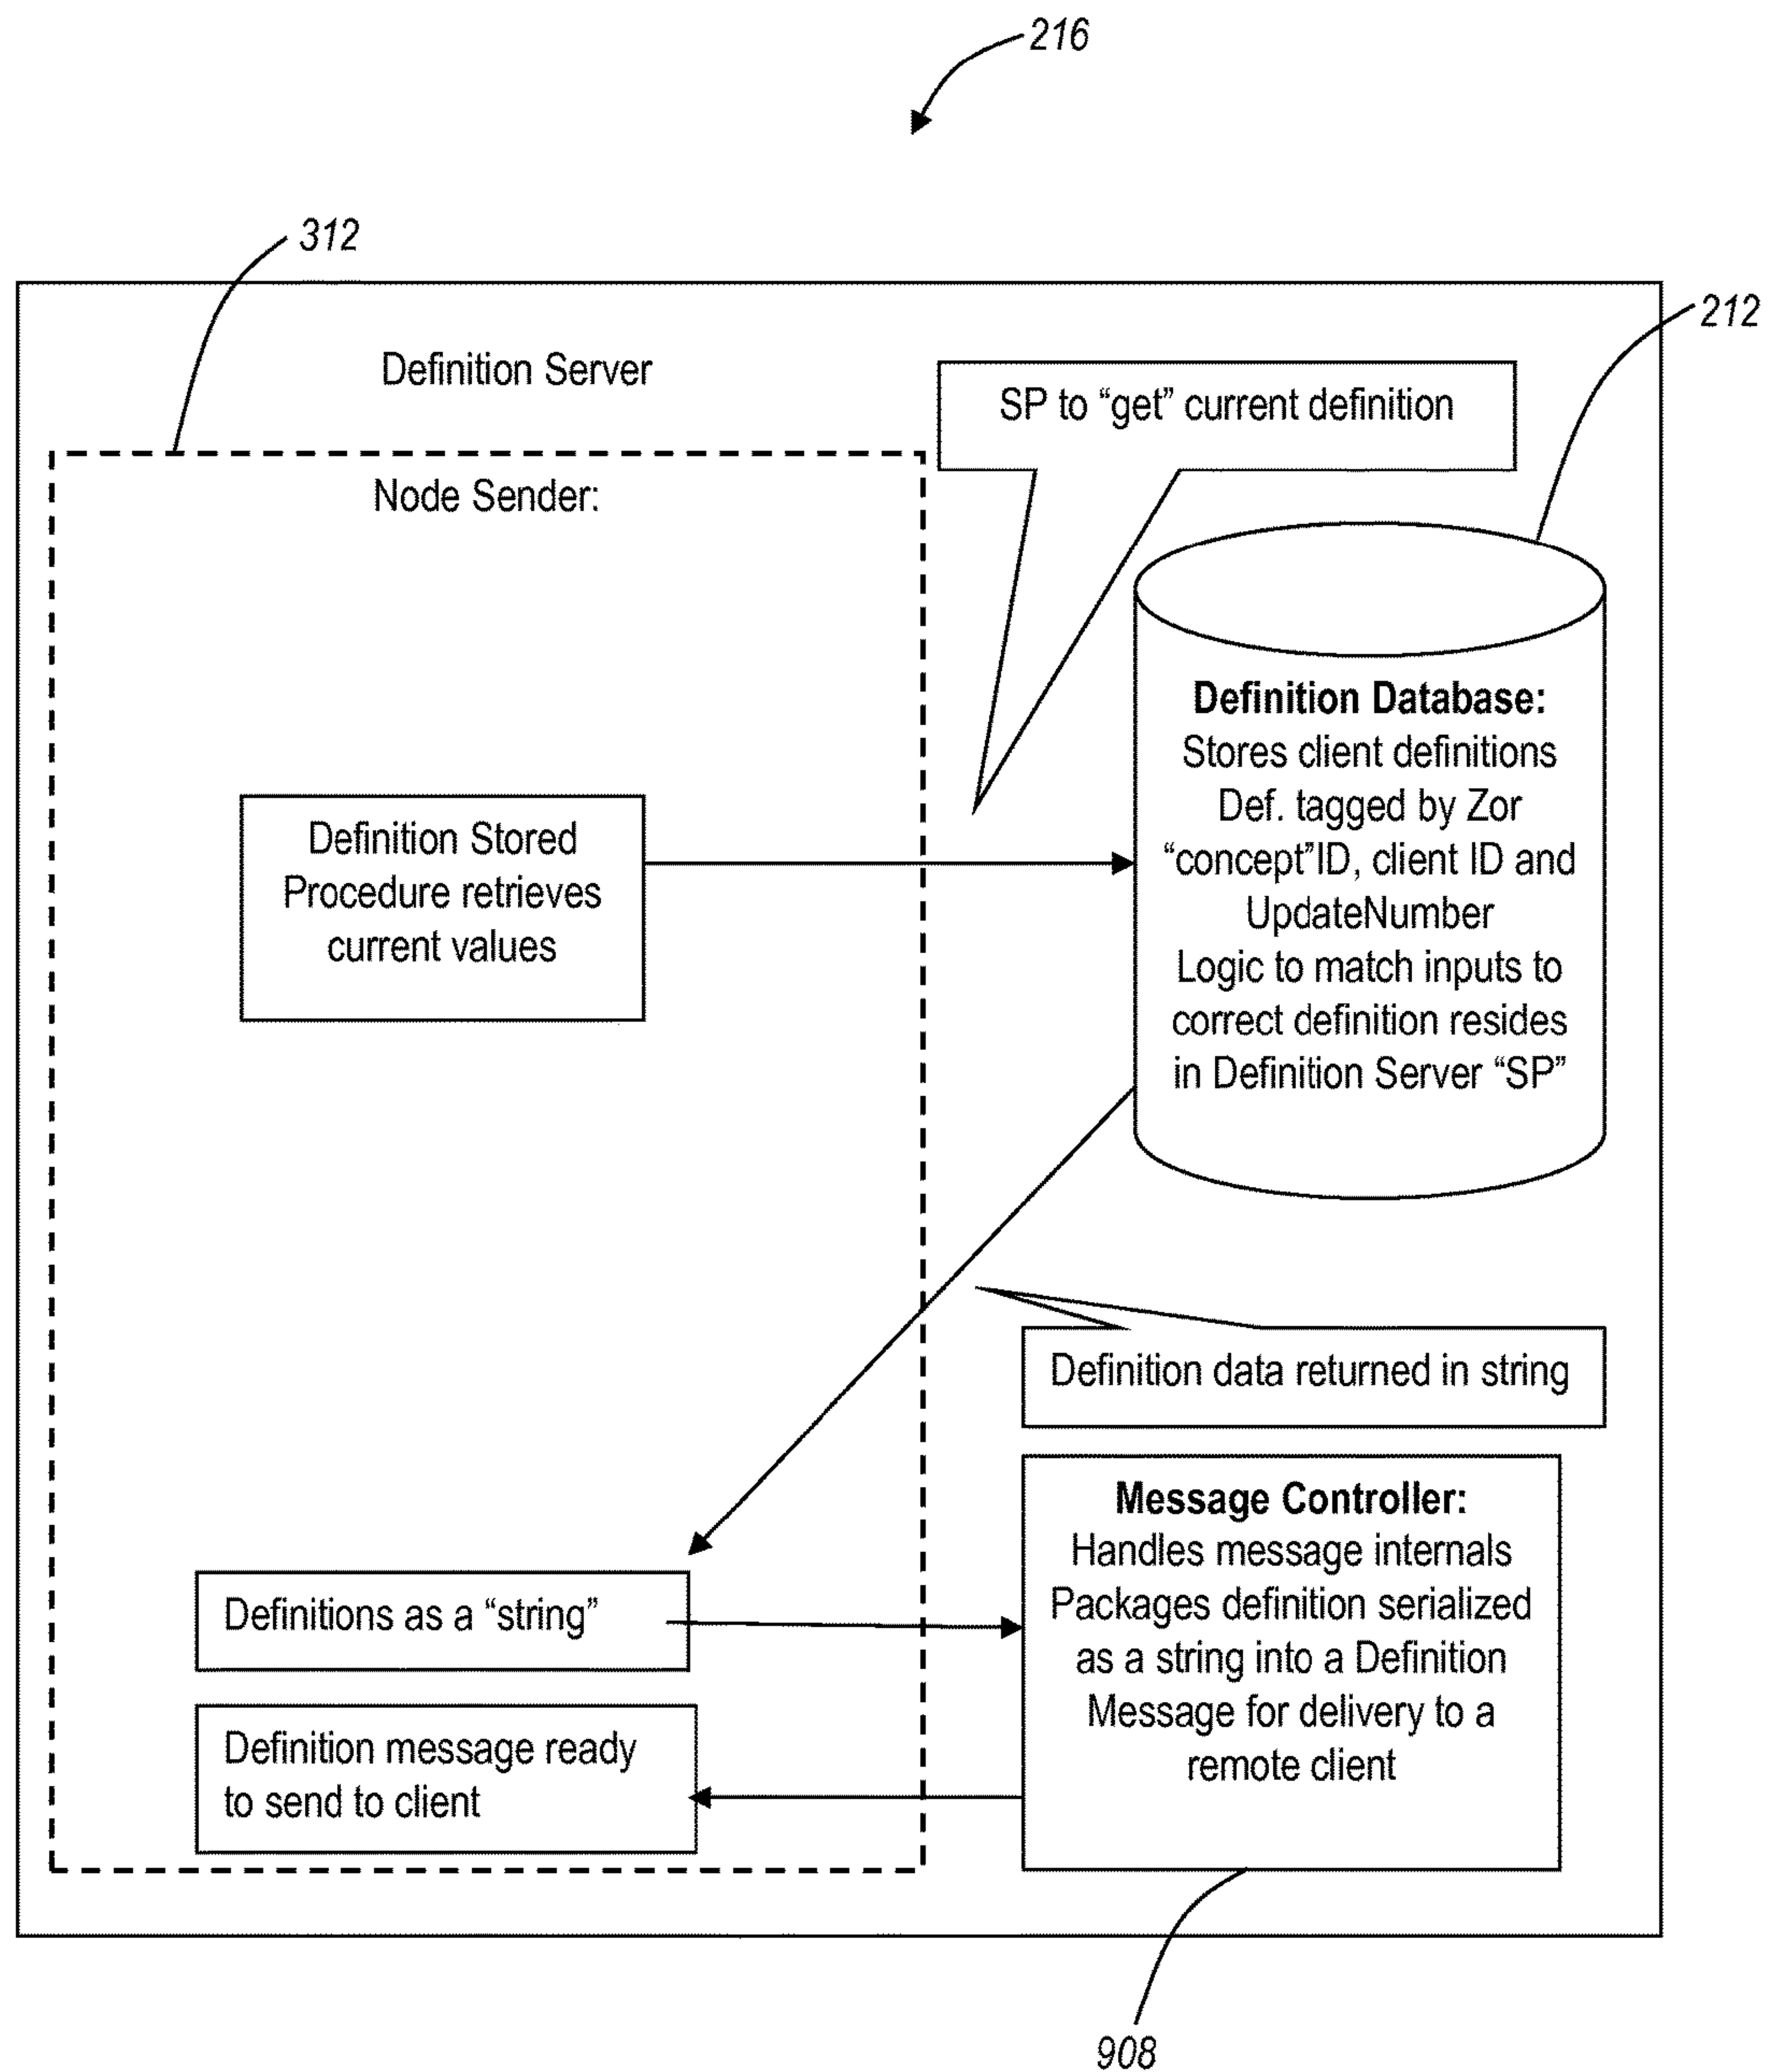 216
312
212
Definition Server
SP to “get” current definition
Node Sender:
Definition Database:
Stores client definitions
Def. tagged by Zor
“concept”ID, client ID and
UpdateNumber
Logic to match inputs to
correct definition resides
in Definition Server “SP”
Definition Stored
Procedure retrieves
current values
Definition data returned in string
Message Controller:
Handles message internals
Packages definition serialized
as a string into a Definition
Message for delivery to a
remote client
Definitions as a “string”
Definition message ready
to send to client
908